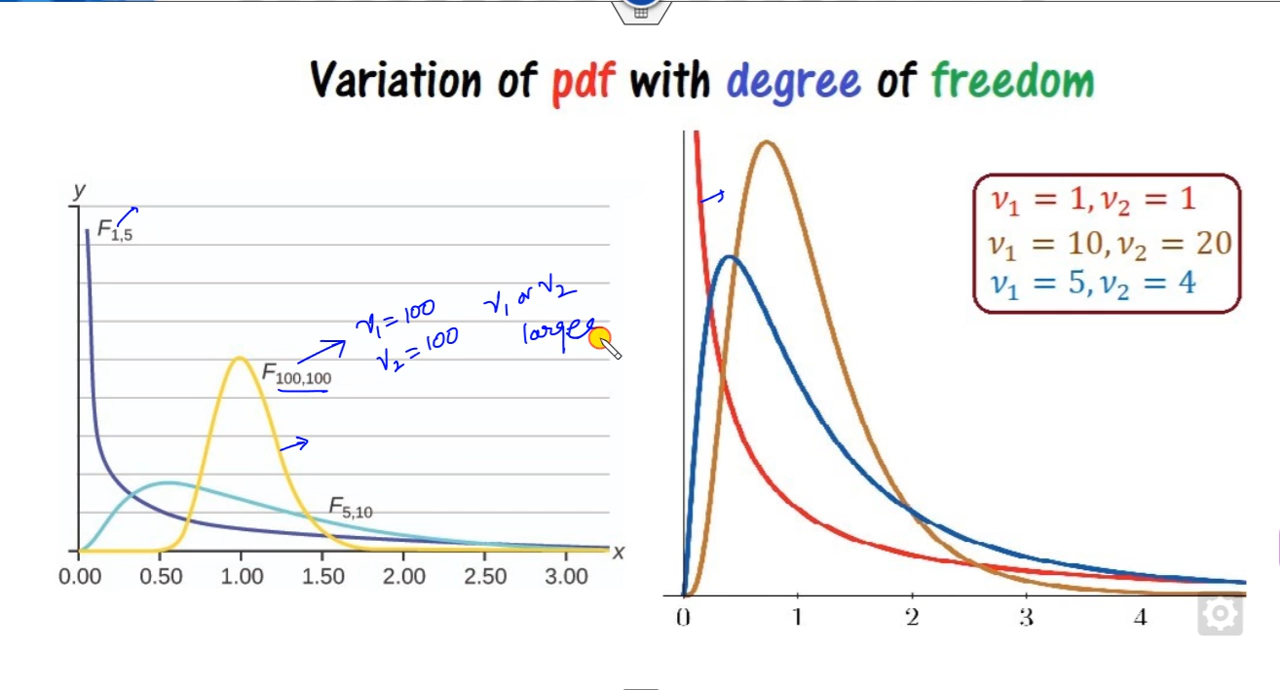 Variation of pdf with degree of freedom
y
F1,5
ν1 = 100
ν2 = 100
ν1 or ν2
larger
F100,100
F5,10
x
0.00 0.50 1.00 1.50 2.00 2.50 3.00
ν1 = 1, ν2 = 1
ν1 = 10, ν2 = 20
ν1 = 5, ν2 = 4
0 1 2 3 4